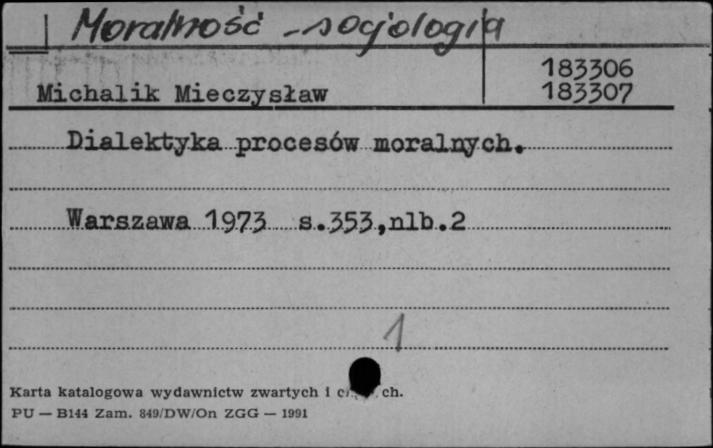 Moralność - socjologia
183306
Michalik Mieczysław 183307
Dialektyka procesów moralnych.
Warszawa 1973 s.353,nlb.2
1
Karta katalogowa wydawnictw zwartych i ch.
PU — B144 Zam. 849/DW/On ZGG — 1991